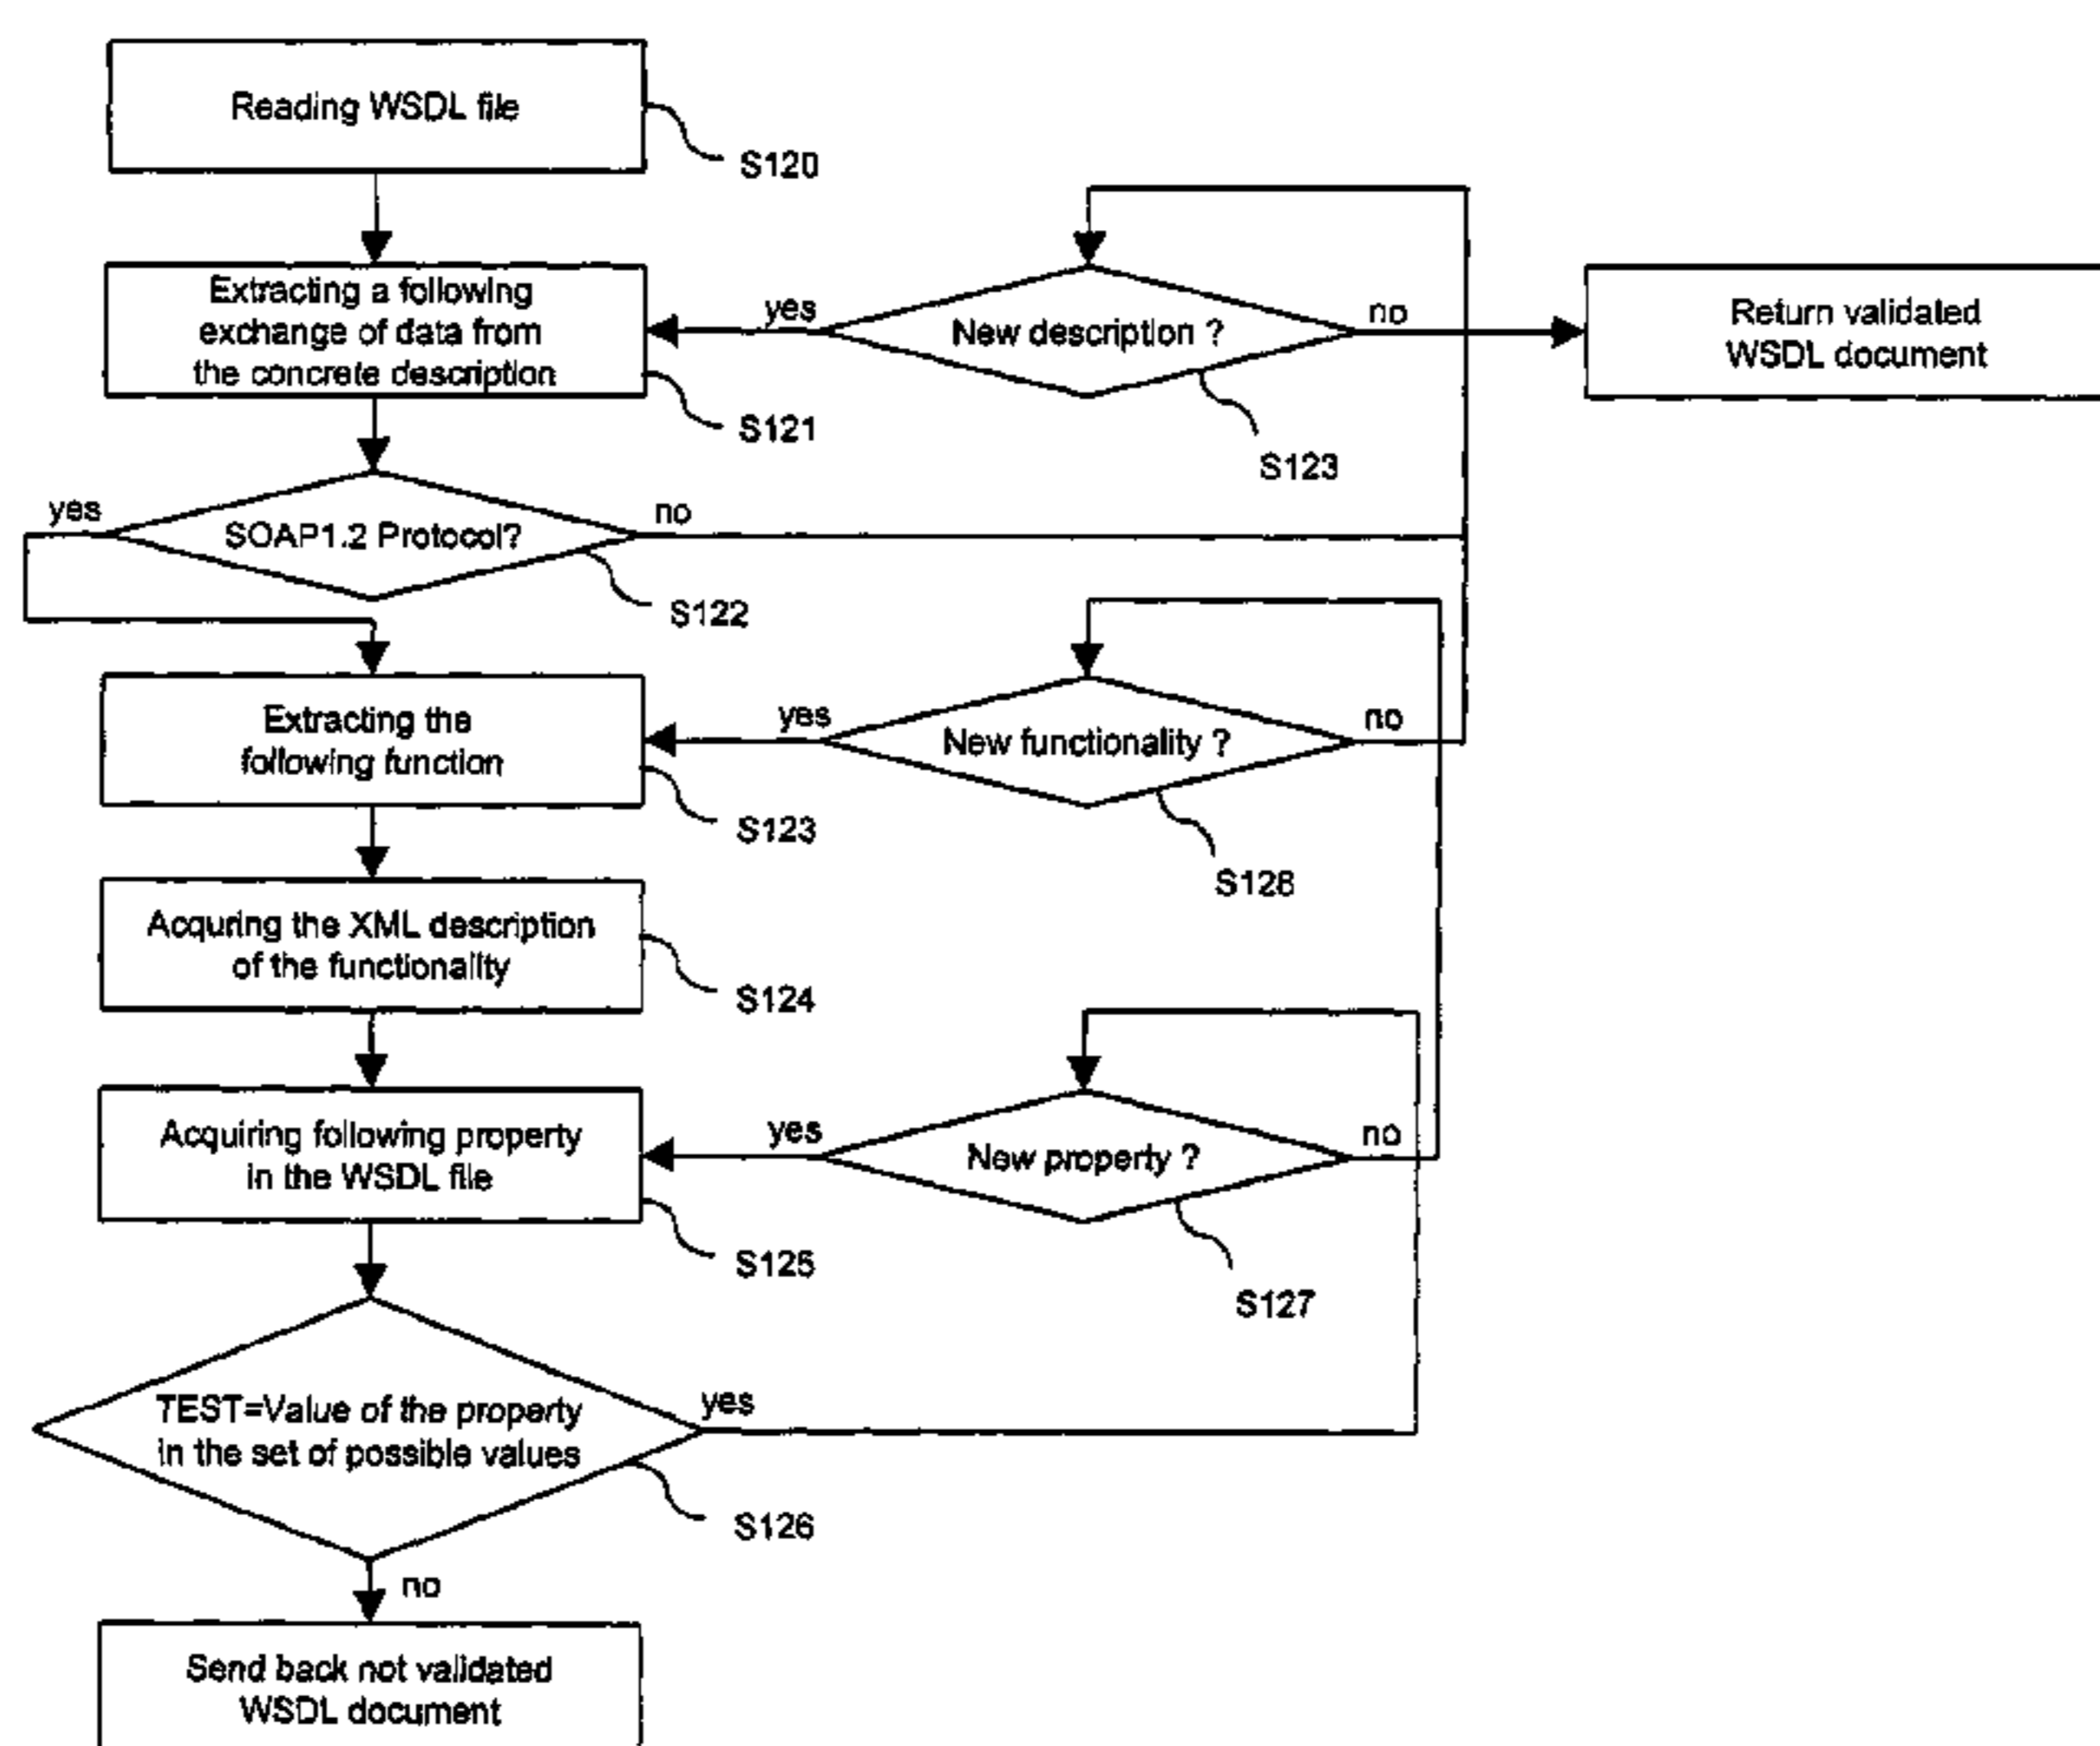 Reading WSDL file
S120
Extracting a following
exchange of data from
the concrete description
S121
yes
New description ?
no
S123
Return validated
WSDL document
yes
SOAP1.2 Protocol?
no
S122
Extracting the
following function
S123
yes
New functionality ?
no
S128
Acquring the XML description
of the functionality
S124
Acquiring following property
in the WSDL file
S125
yes
New property ?
no
S127
TEST=Value of the property
in the set of possible values
yes
S126
no
Send back not validated
WSDL document